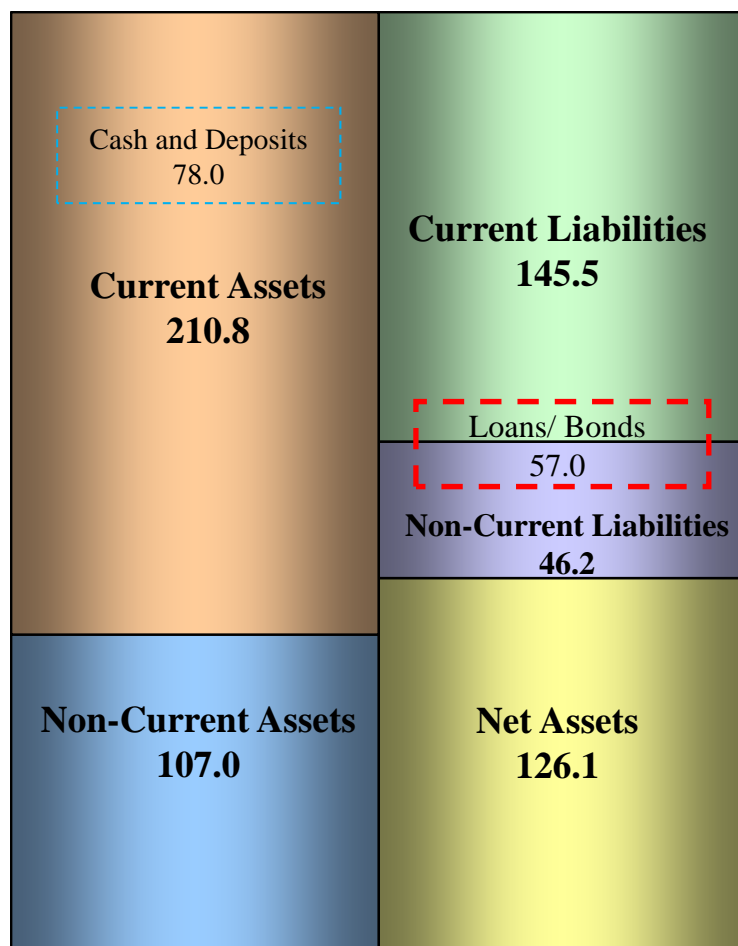 Cash and Deposits
78.0
Current Assets
210.8
Non-Current Assets
107.0
Current Liabilities
145.5
Loans/ Bonds
57.0
Non-Current Liabilities
46.2
Net Assets
126.1